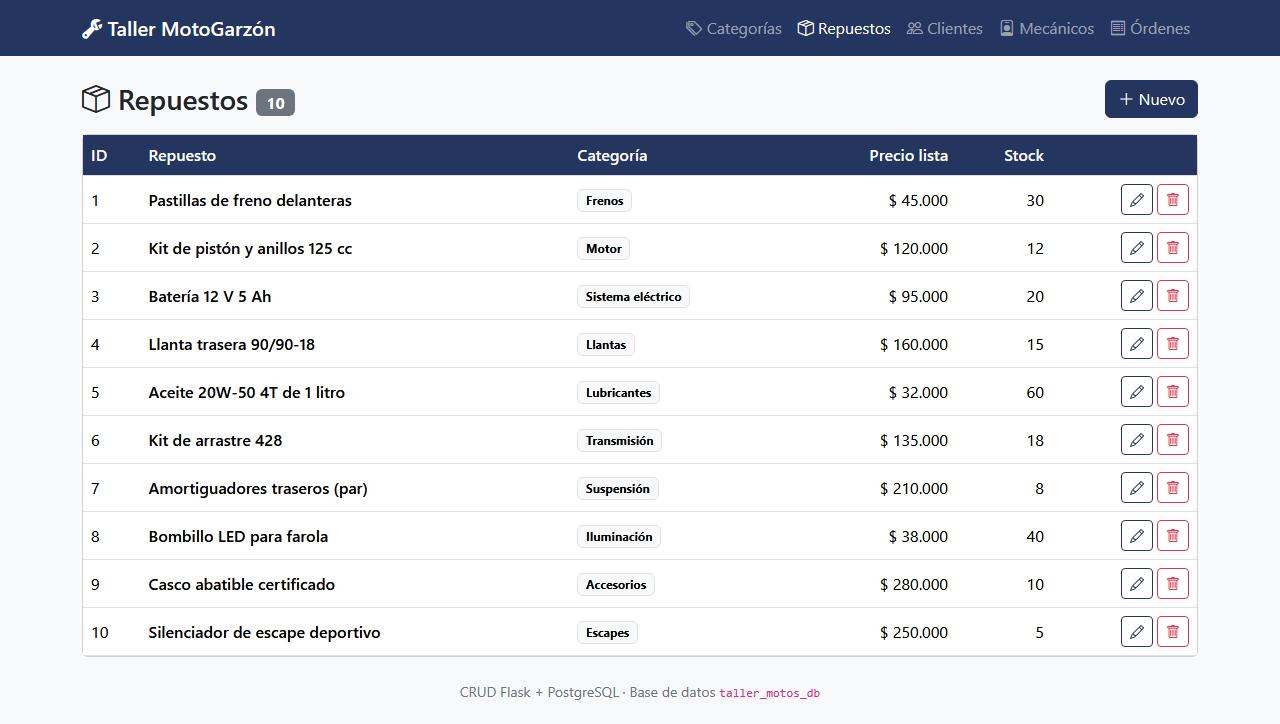 Taller MotoGarzón Categorías Repuestos Clientes Mecánicos Órdenes
Repuestos 10 Nuevo
ID Repuesto Categoría Precio lista Stock
1 Pastillas de freno delanteras Frenos $ 45.000 30
2 Kit de pistón y anillos 125 cc Motor $ 120.000 12
3 Batería 12 V 5 Ah Sistema eléctrico $ 95.000 20
4 Llanta trasera 90/90-18 Llantas $ 160.000 15
5 Aceite 20W-50 4T de 1 litro Lubricantes $ 32.000 60
6 Kit de arrastre 428 Transmisión $ 135.000 18
7 Amortiguadores traseros (par) Suspensión $ 210.000 8
8 Bombillo LED para farola Iluminación $ 38.000 40
9 Casco abatible certificado Accesorios $ 280.000 10
10 Silenciador de escape deportivo Escapes $ 250.000 5
CRUD Flask + PostgreSQL · Base de datos taller_motos_db